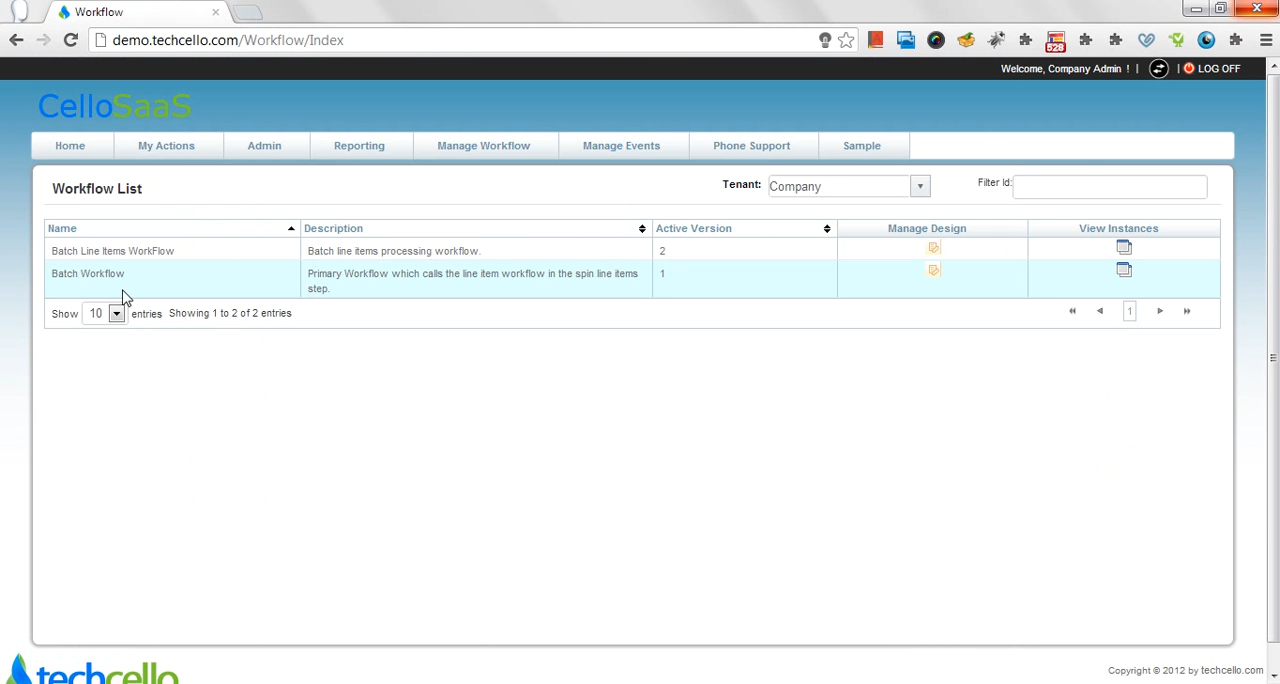 Workflow
demo.techcello.com/Workflow/Index
528
Welcome, Company Admin ! | | LOG OFF
CelloSaaS
Home My Actions Admin Reporting Manage Workflow Manage Events Phone Support Sample
Workflow List Tenant: Company Filter Id:
Name Description Active Version Manage Design View Instances
Batch Line Items WorkFlow Batch line items processing workflow. 2
Batch Workflow Primary Workflow which calls the line item workflow in the spin line items 1
step.
Show 10 entries Showing 1 to 2 of 2 entries 1
techcello Copyright © 2012 by techcello.com